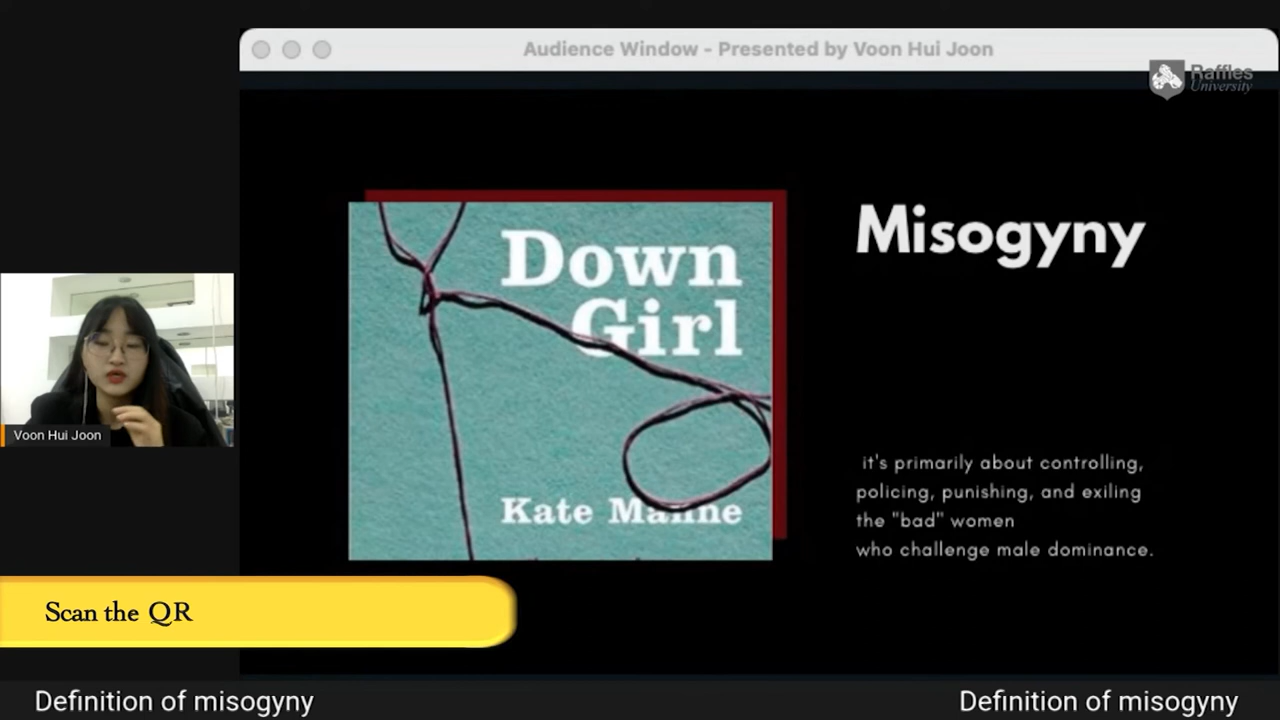 Audience Window - Presented by Voon Hui Joon
Raffles
University
Down
Girl
Kate Manne
Misogyny
it's primarily about controlling,
policing, punishing, and exiling
the "bad" women
who challenge male dominance.
Voon Hui Joon
Scan the QR
Definition of misogyny
Definition of misogyny